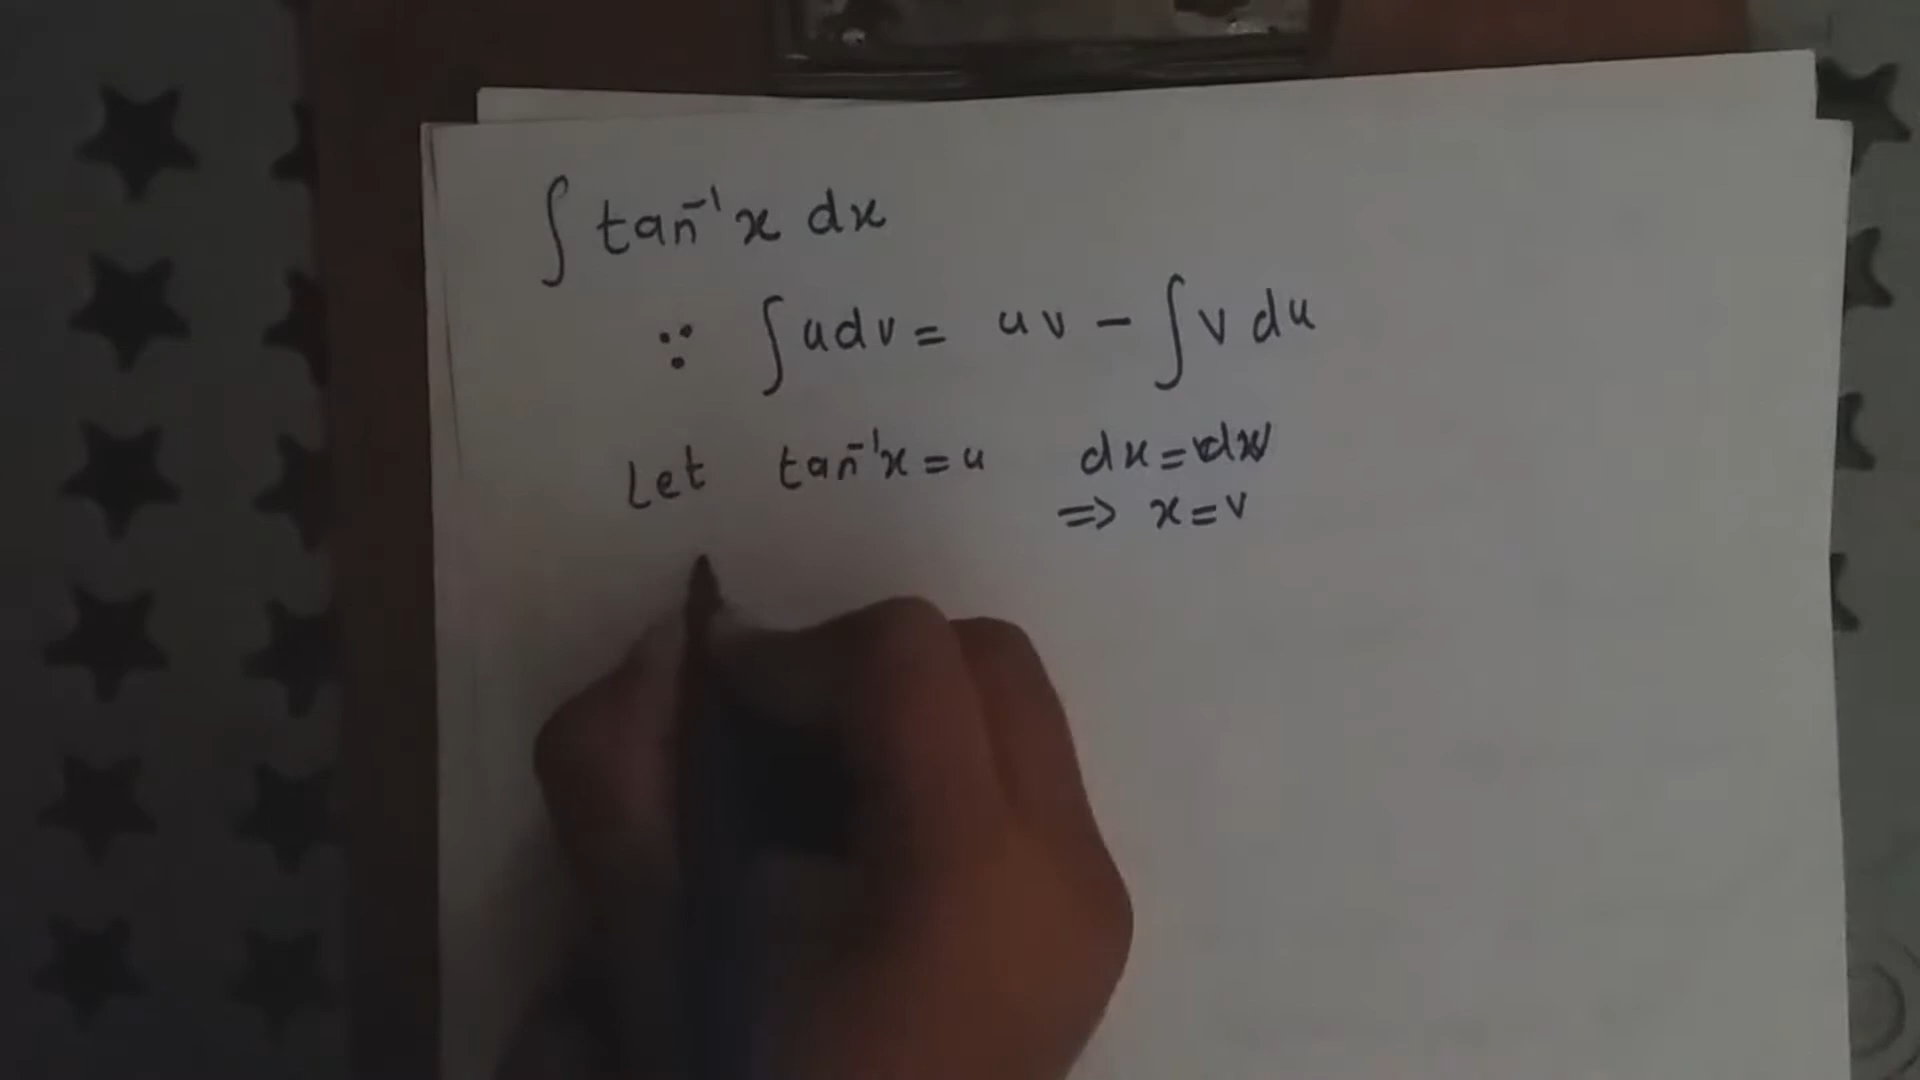 ∫ tan⁻¹x dx
∵ ∫udv = uv - ∫v du
Let tan⁻¹x = u dx = dv
⇒ x = v